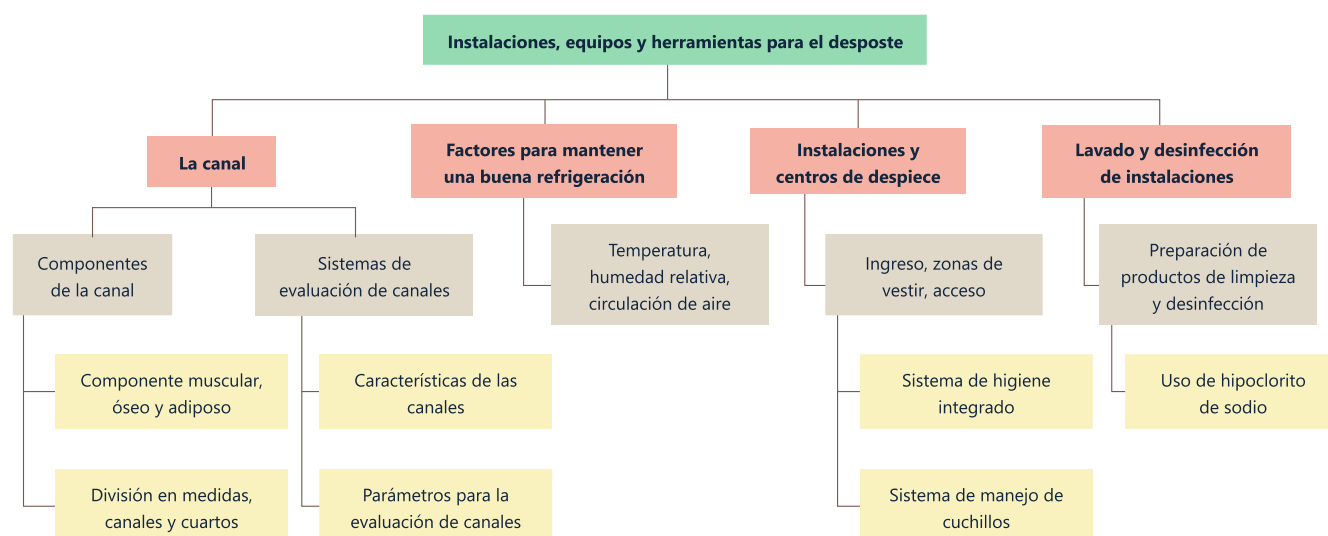 Instalaciones, equipos y herramientas para el desposte
La canal
Factores para mantener
una buena refrigeración
Instalaciones y
centros de despiece
Lavado y desinfección
de instalaciones
Componentes
de la canal
Sistemas de
evaluación de canales
Temperatura,
humedad relativa,
circulación de aire
Ingreso, zonas de
vestir, acceso
Preparación de
productos de limpieza
y desinfección
Componente muscular,
óseo y adiposo
Características de las
canales
Sistema de higiene
integrado
Uso de hipoclorito
de sodio
División en medidas,
canales y cuartos
Parámetros para la
evaluación de canales
Sistema de manejo de
cuchillos